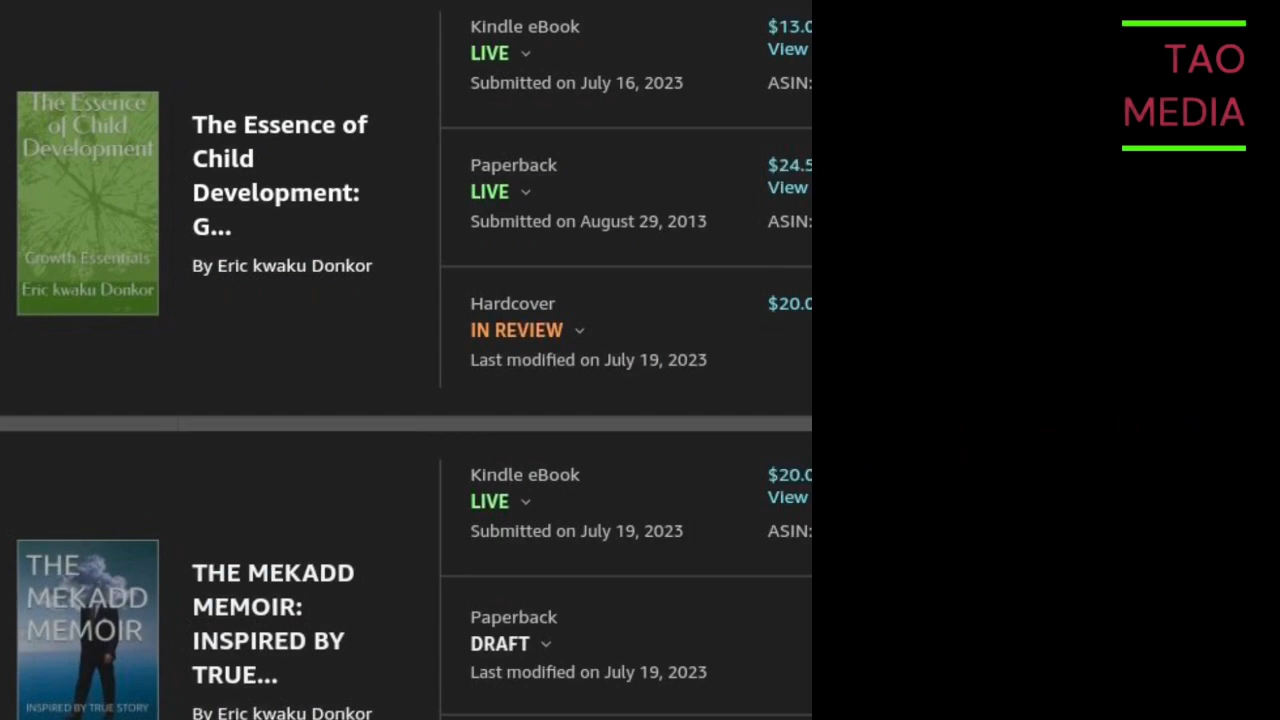 Kindle eBook
LIVE
Submitted on July 16, 2023
$13.0
View
ASIN:
The Essence
of Child
Development
Growth Essentials
Eric kwaku Donkor
The Essence of
Child
Development:
G...
By Eric kwaku Donkor
Paperback
LIVE
Submitted on August 29, 2013
$24.5
View
ASIN:
Hardcover
IN REVIEW
Last modified on July 19, 2023
$20.0
Kindle eBook
LIVE
Submitted on July 19, 2023
$20.0
View
ASIN:
THE
MEKADD
MEMOIR
INSPIRED BY TRUE STORY
THE MEKADD
MEMOIR:
INSPIRED BY
TRUE...
By Eric kwaku Donkor
Paperback
DRAFT
Last modified on July 19, 2023
TAO
MEDIA